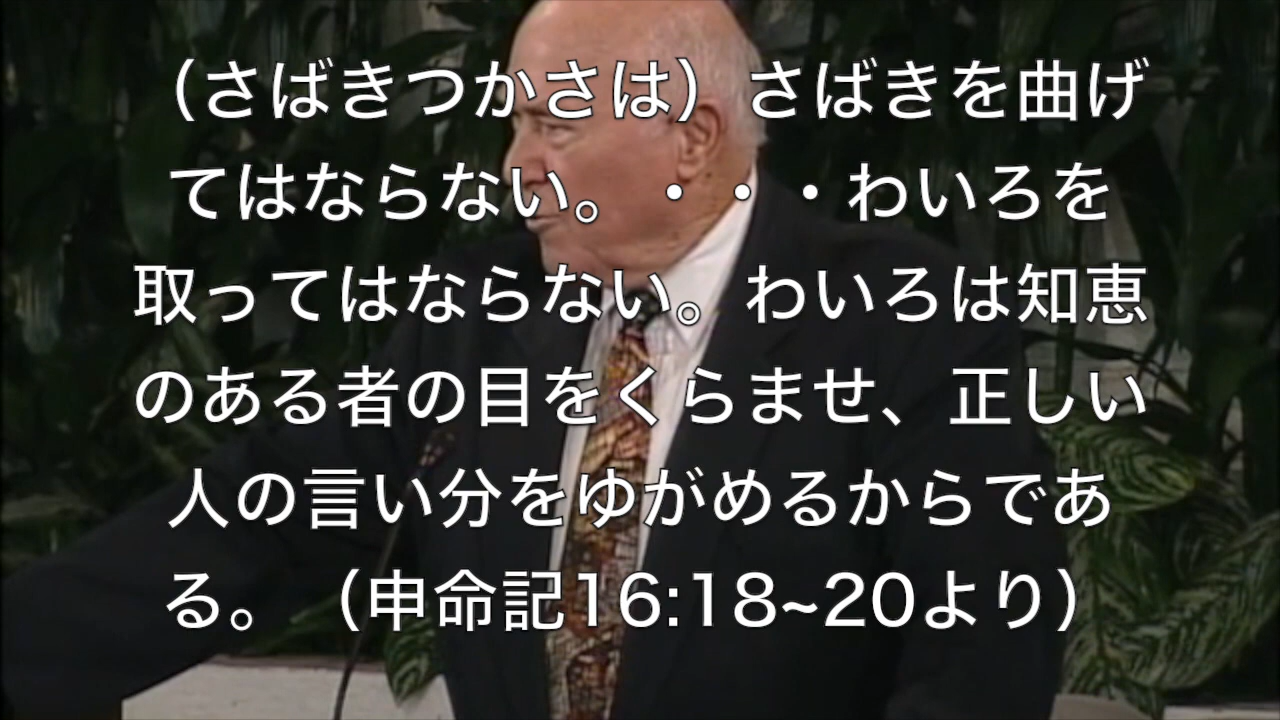 （さばきつかさは）さばきを曲げ
てはならない。・・・わいろを
取ってはならない。わいろは知恵
のある者の目をくらませ、正しい
人の言い分をゆがめるからであ
る。（申命記16:18~20より）